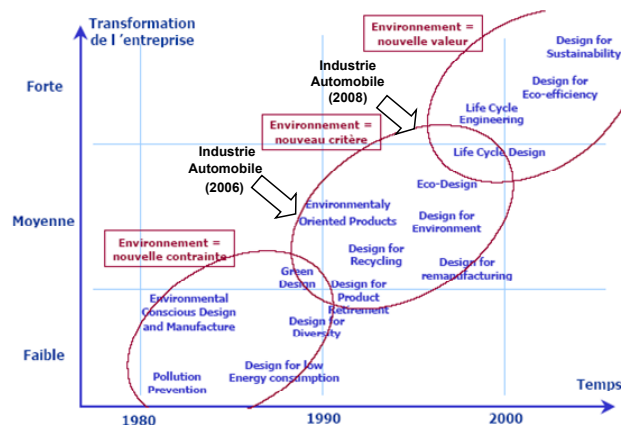 Transformation
de l 'entreprise
Environnement =
nouvelle valeur
Design for
Sustainability
Industrie
Automobile
(2008)
Forte
Design for
Eco-efficiency
Life Cycle
Engineering
Environnement =
nouveau critère
Life Cycle Design
Industrie
Automobile
(2006)
Eco-Design
Environmentaly
Oriented Products
Moyenne
Design for
Environment
Environnement =
nouvelle contrainte
Design for
Recycling
Design for
remapufacturing
Green
Design
Design for
Product
Retirement
Environmental
Conscious Design
and Manufacture
Design for
Diversity
Faible
Pollution
Prevention
Design for low
Energy consumption
Temps
1980
1990
2000